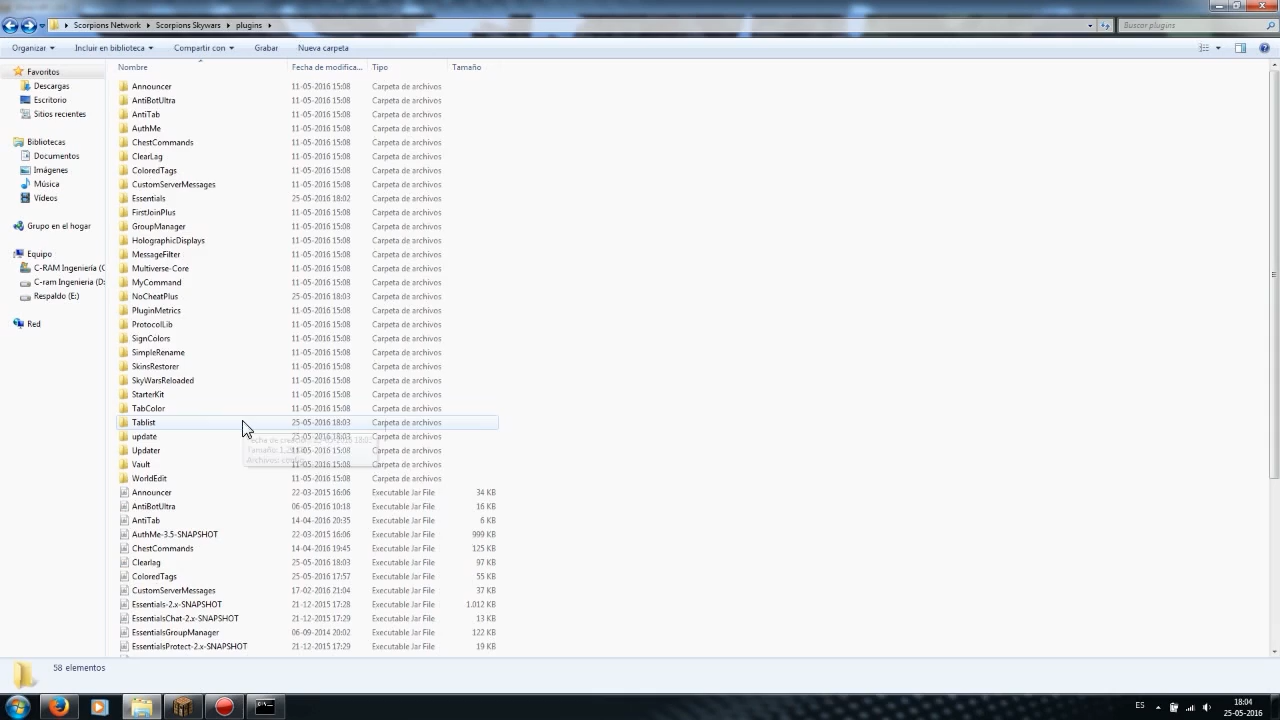 Scorpions Network ▸ Scorpions Skywars ▸ plugins ▸ Buscar plugins
Organizar Incluir en biblioteca Compartir con Grabar Nueva carpeta
Favoritos
Descargas
Escritorio
Sitios recientes
Bibliotecas
Documentos
Imágenes
Música
Vídeos
Grupo en el hogar
Equipo
C-RAM Ingeniería (C
C-ram Ingenieria (D:
Respaldo (E:)
Red
Nombre Fecha de modifica... Tipo Tamaño
Announcer 11-05-2016 15:08 Carpeta de archivos
AntiBotUltra 11-05-2016 15:08 Carpeta de archivos
AntiTab 11-05-2016 15:08 Carpeta de archivos
AuthMe 11-05-2016 15:08 Carpeta de archivos
ChestCommands 11-05-2016 15:08 Carpeta de archivos
ClearLag 11-05-2016 15:08 Carpeta de archivos
ColoredTags 11-05-2016 15:08 Carpeta de archivos
CustomServerMessages 11-05-2016 15:08 Carpeta de archivos
Essentials 25-05-2016 18:02 Carpeta de archivos
FirstJoinPlus 11-05-2016 15:08 Carpeta de archivos
GroupManager 11-05-2016 15:08 Carpeta de archivos
HolographicDisplays 11-05-2016 15:08 Carpeta de archivos
MessageFilter 11-05-2016 15:08 Carpeta de archivos
Multiverse-Core 11-05-2016 15:08 Carpeta de archivos
MyCommand 11-05-2016 15:08 Carpeta de archivos
NoCheatPlus 25-05-2016 18:03 Carpeta de archivos
PluginMetrics 11-05-2016 15:08 Carpeta de archivos
ProtocolLib 11-05-2016 15:08 Carpeta de archivos
SignColors 11-05-2016 15:08 Carpeta de archivos
SimpleRename 11-05-2016 15:08 Carpeta de archivos
SkinsRestorer 11-05-2016 15:08 Carpeta de archivos
SkyWarsReloaded 11-05-2016 15:08 Carpeta de archivos
StarterKit 11-05-2016 15:08 Carpeta de archivos
TabColor 11-05-2016 15:08 Carpeta de archivos
Tablist 25-05-2016 18:03 Carpeta de archivos
update 25-05-2016 18:03 Carpeta de archivos
Updater 11-05-2016 15:08 Carpeta de archivos
Vault 11-05-2016 15:08 Carpeta de archivos
WorldEdit 11-05-2016 15:08 Carpeta de archivos
Announcer 22-03-2015 16:06 Executable Jar File 34 KB
AntiBotUltra 06-05-2016 10:18 Executable Jar File 16 KB
AntiTab 14-04-2016 20:35 Executable Jar File 6 KB
AuthMe-3.5-SNAPSHOT 22-03-2015 16:06 Executable Jar File 999 KB
ChestCommands 14-04-2016 19:45 Executable Jar File 125 KB
Clearlag 25-05-2016 18:03 Executable Jar File 97 KB
ColoredTags 25-05-2016 17:57 Executable Jar File 55 KB
CustomServerMessages 17-02-2016 21:04 Executable Jar File 37 KB
Essentials-2.x-SNAPSHOT 21-12-2015 17:28 Executable Jar File 1.012 KB
EssentialsChat-2.x-SNAPSHOT 21-12-2015 17:29 Executable Jar File 13 KB
EssentialsGroupManager 06-09-2014 20:02 Executable Jar File 122 KB
EssentialsProtect-2.x-SNAPSHOT 21-12-2015 17:29 Executable Jar File 19 KB
58 elementos
ES 18:04
25-05-2016